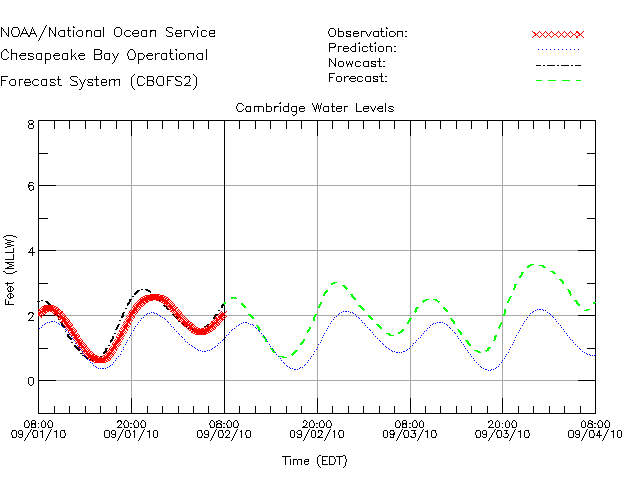 NOAA/National Ocean Service
Chesapeake Bay Operational
Forecast System (CBOFS2)
Observation:
Prediction:
Nowcast:
Forecast:
Cambridge Water Levels
8
6
4
2
0
Feet (MLLW)
08:00 20:00 08:00 20:00 08:00 20:00 08:00
09/01/10 09/01/10 09/02/10 09/02/10 09/03/10 09/03/10 09/04/10
Time (EDT)